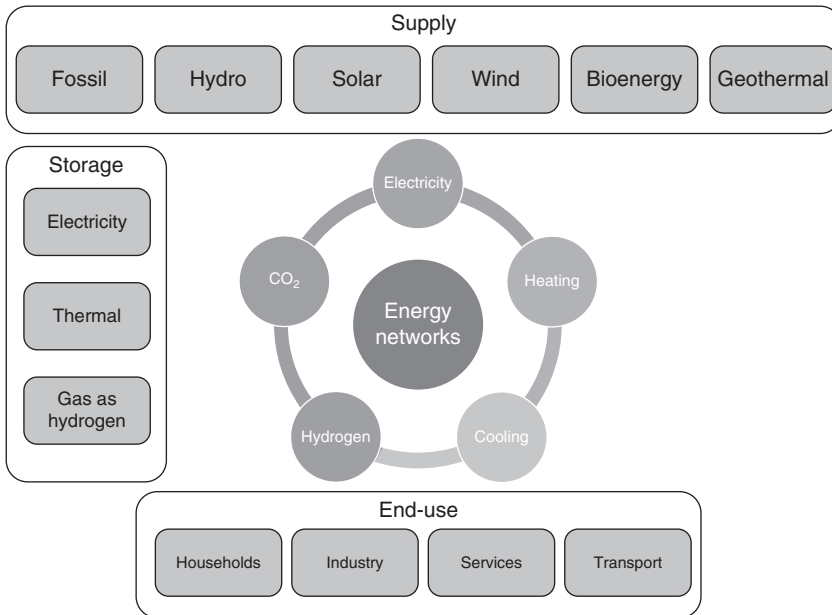 Supply
Fossil
Hydro
Solar
Wind
Bioenergy
Geothermal
Storage
Electricity
Thermal
Gas as
hydrogen
Electricity
Heating
Cooling
Hydrogen
CO₂
Energy
networks
End-use
Households
Industry
Services
Transport